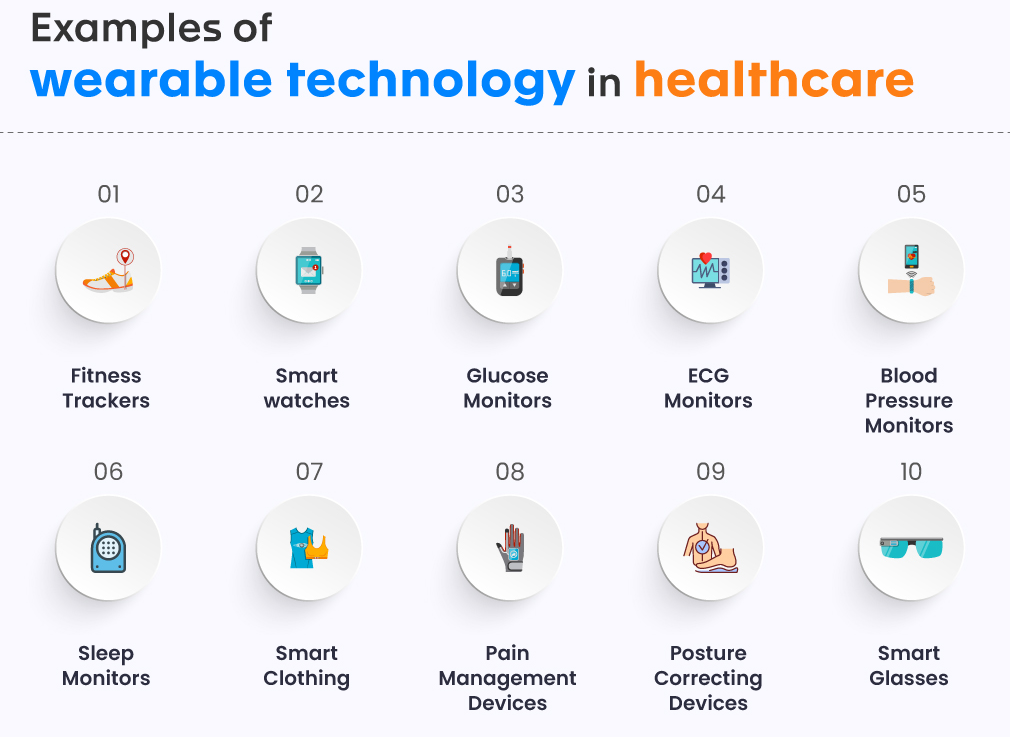 Examples of
wearable technology in healthcare
01
02
03
04
05
Fitness
Trackers
Smart
watches
Glucose
Monitors
ECG
Monitors
Blood
Pressure
Monitors
06
07
08
09
10
Sleep
Monitors
Smart
Clothing
Pain
Management
Devices
Posture
Correcting
Devices
Smart
Glasses